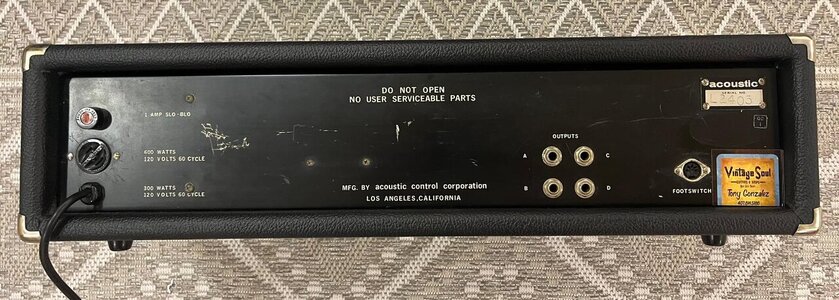 DO NOT OPEN
NO USER SERVICEABLE PARTS
acoustic
SERIAL NO.
1 AMP SLO-BLO
OUTPUTS
A
C
B
D
600 WATTS
120 VOLTS 60 CYCLE
300 WATTS
120 VOLTS 60 CYCLE
MFG. BY acoustic control corporation
LOS ANGELES, CALIFORNIA
FOOTSWITCH
Vintage Soul
Tony Gonzalez